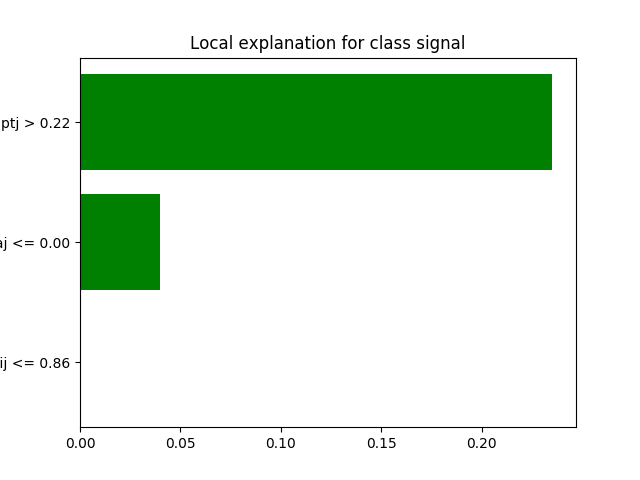 Local explanation for class signal
ptj > 0.22
aj <= 0.00
ij <= 0.86
0.00 0.05 0.10 0.15 0.20